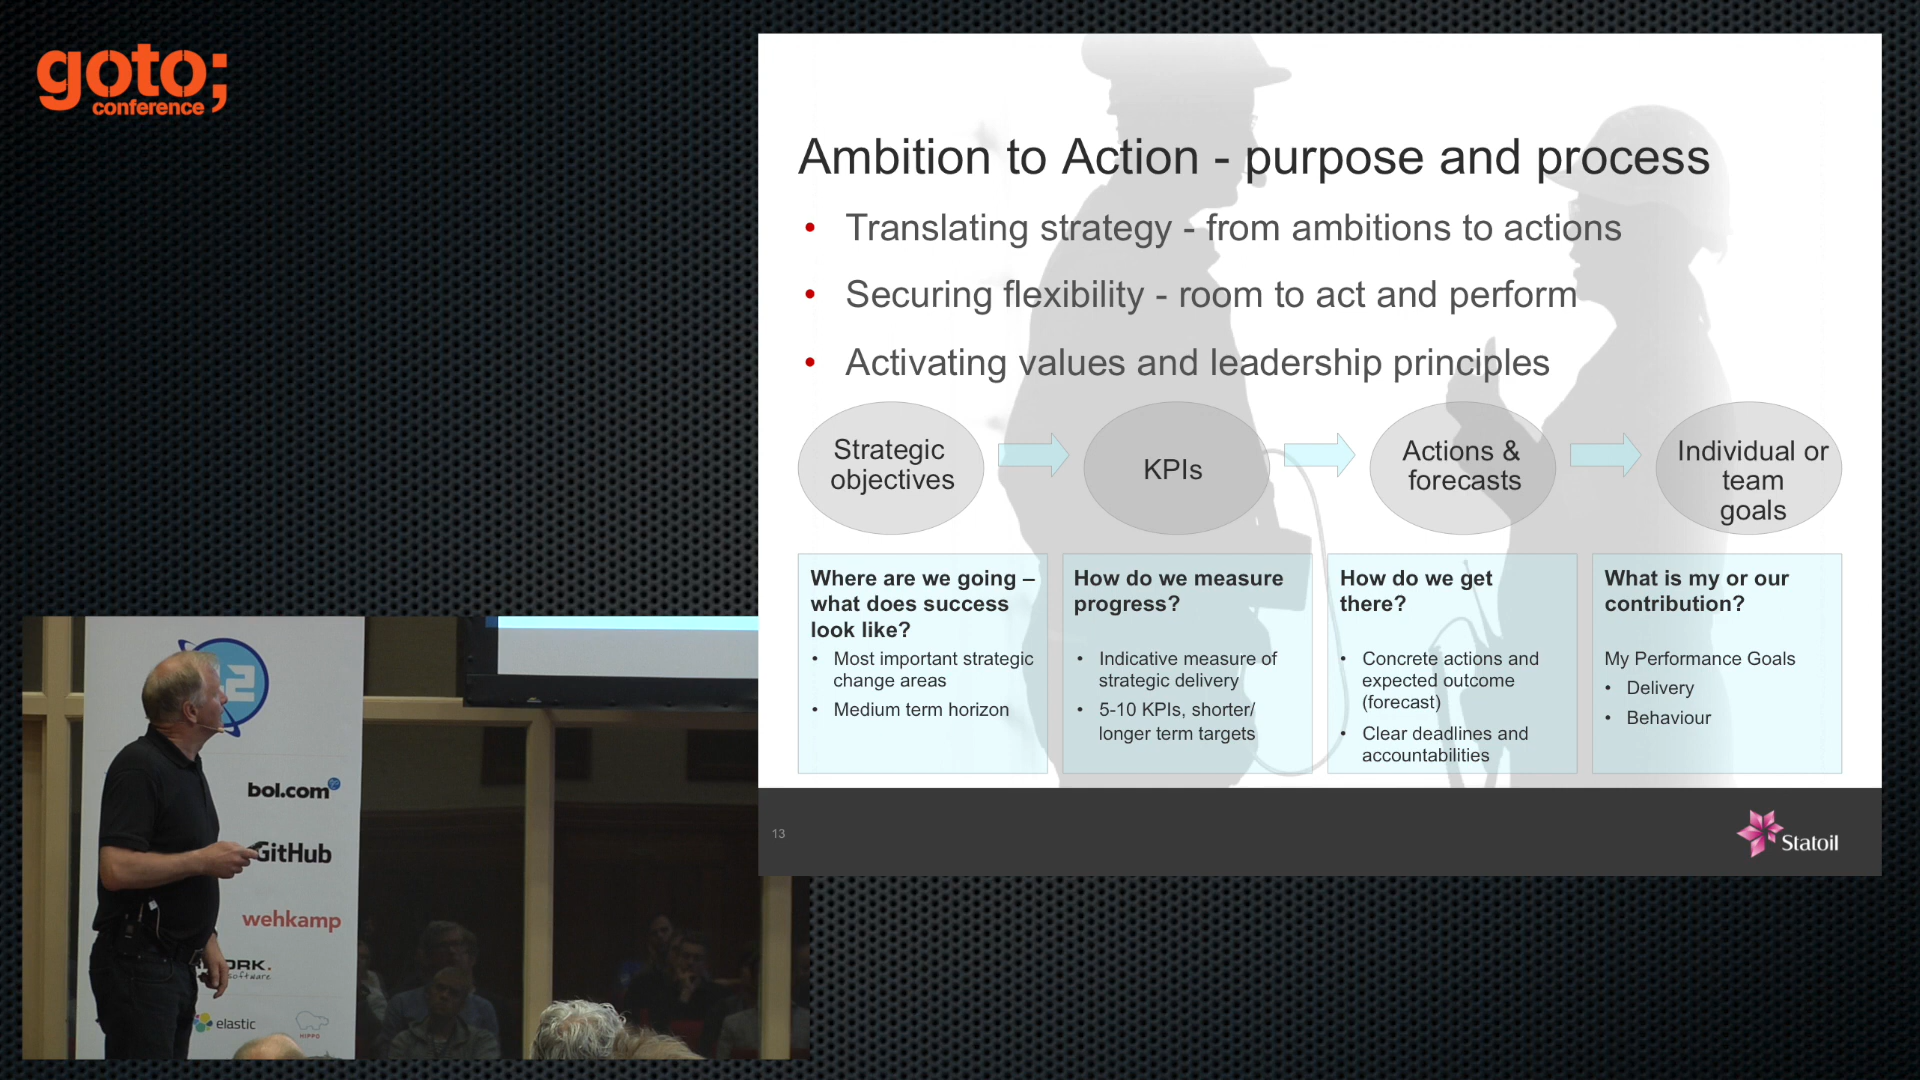 goto;
conference
Ambition to Action - purpose and process
• Translating strategy - from ambitions to actions
• Securing flexibility - room to act and perform
• Activating values and leadership principles
Strategic
objectives
KPIs
Actions &
forecasts
Individual or
team
goals
Where are we going –
what does success
look like?
• Most important strategic
change areas
• Medium term horizon
How do we measure
progress?
• Indicative measure of
strategic delivery
• 5-10 KPIs, shorter/
longer term targets
How do we get
there?
• Concrete actions and
expected outcome
(forecast)
• Clear deadlines and
accountabilities
What is my or our
contribution?
My Performance Goals
• Delivery
• Behaviour
13
Statoil
bol.com
GitHub
wehkamp
elastic
HIPPO